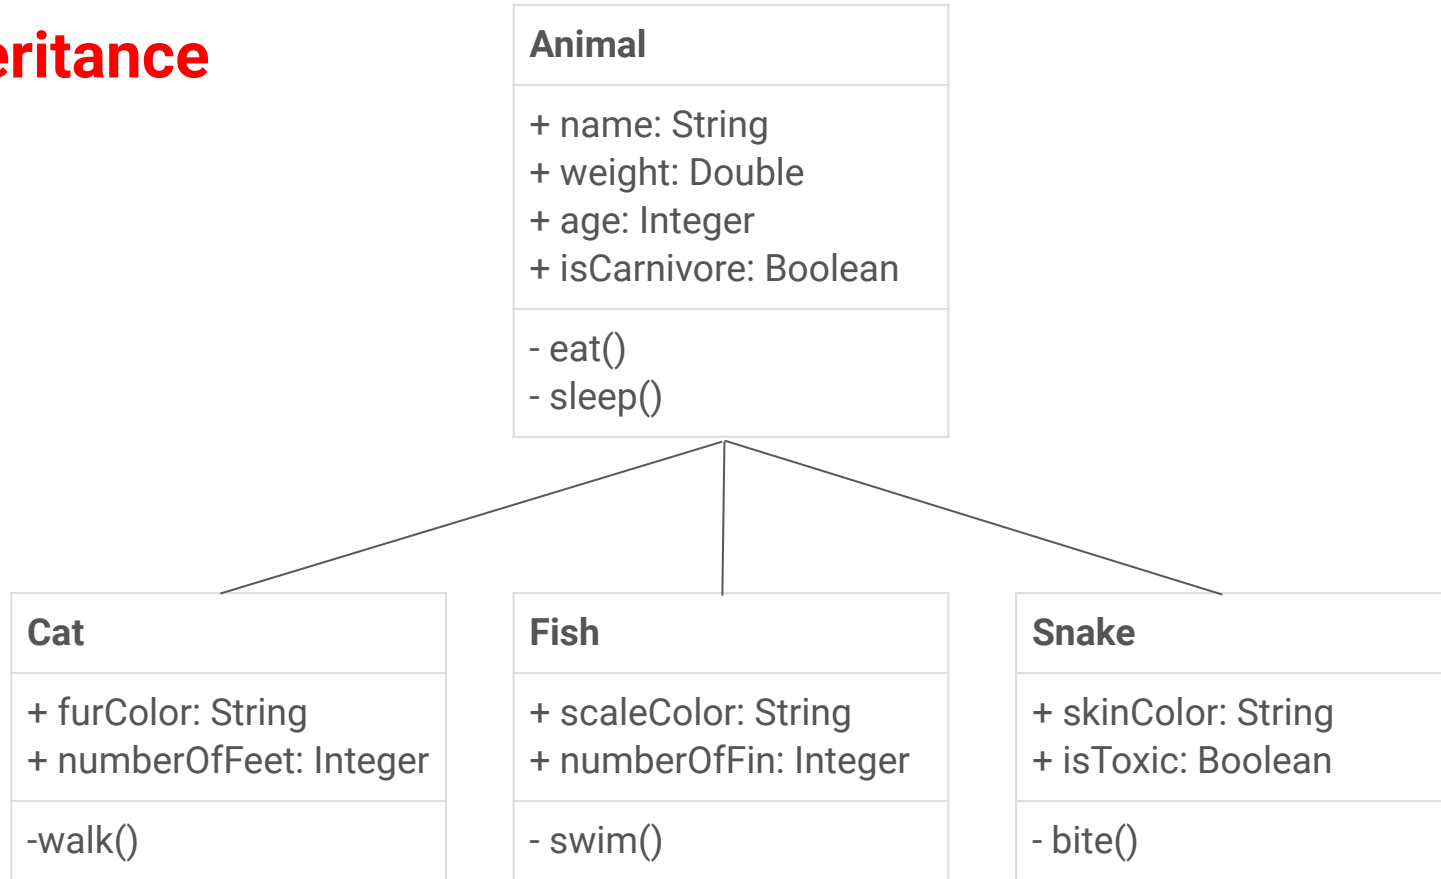 eritance
Animal
+ name: String
+ weight: Double
+ age: Integer
+ isCarnivore: Boolean
- eat()
- sleep()
Cat
+ furColor: String
+ numberOfFeet: Integer
-walk()
Fish
+ scaleColor: String
+ numberOfFin: Integer
- swim()
Snake
+ skinColor: String
+ isToxic: Boolean
- bite()